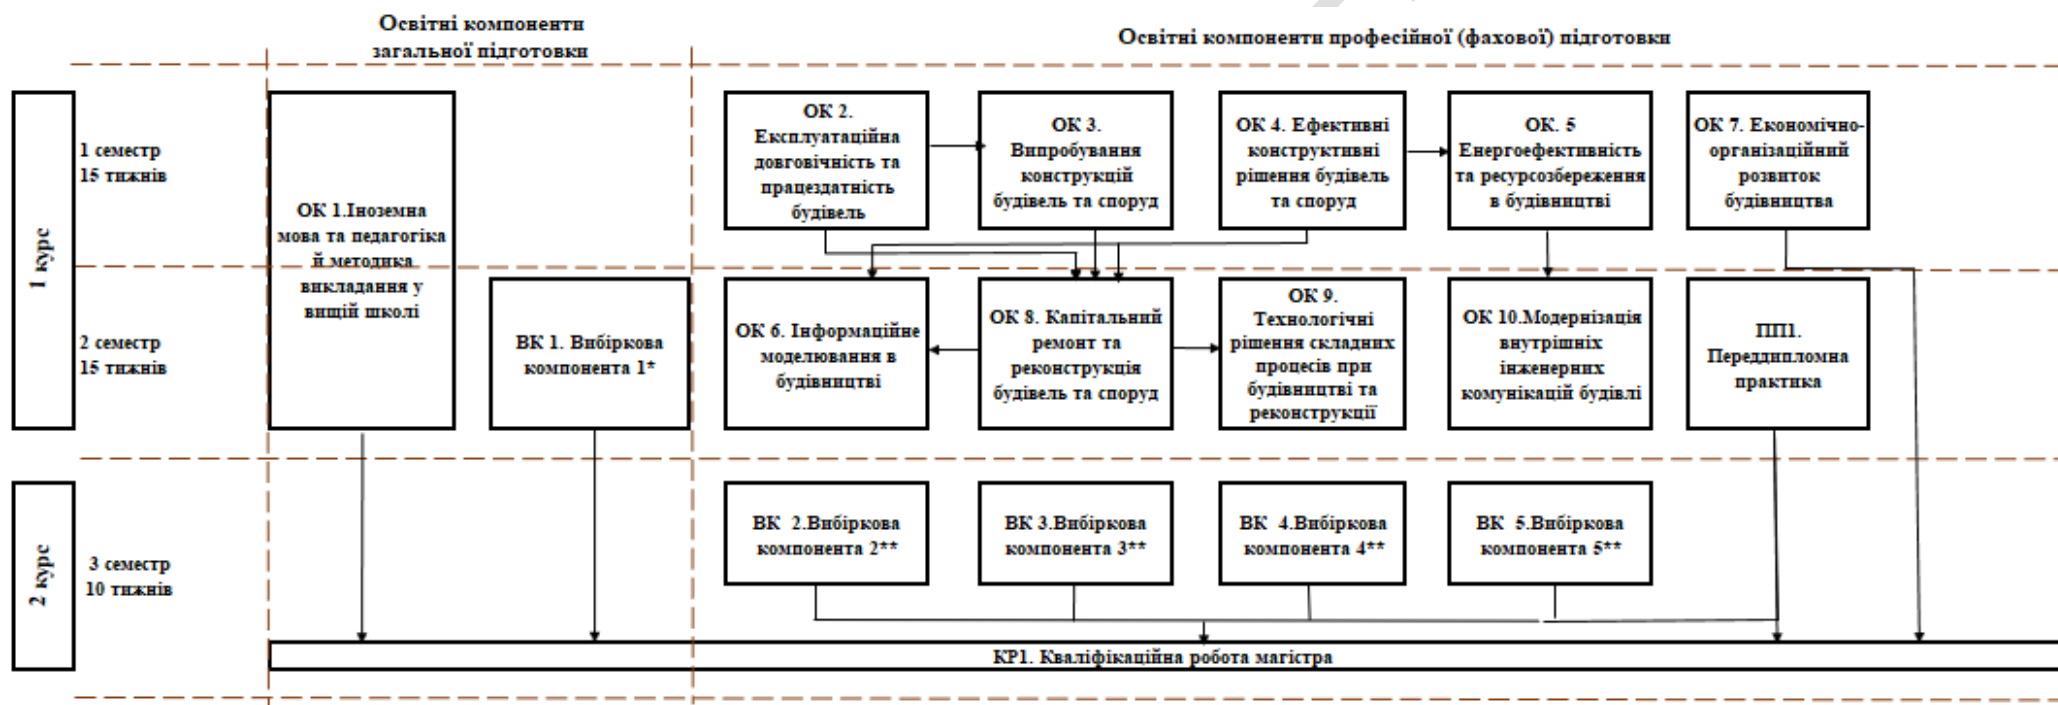 Освітні компоненти
загальної підготовки
Освітні компоненти професійної (фахової) підготовки
1 курс
1 семестр
15 тижнів
2 семестр
15 тижнів
ОК 1.Іноземна
мова та педагогіка
й методика
викладання у
вищій школі
ВК 1. Вибіркова
компонента 1*
ОК 2.
Експлуатаційна
довговічність та
працездатність
будівель
ОК 3.
Випробування
конструкцій
будівель та споруд
ОК 4. Ефективні
конструктивні
рішення будівель
та споруд
ОК. 5
Енергоефективність
та ресурсозбереження
в будівництві
ОК 7. Економічно-
організаційний
розвиток
будівництва
ОК 6. Інформаційне
моделювання в
будівництві
ОК 8. Капітальний
ремонт та
реконструкція
будівель та споруд
ОК 9.
Технологічні
рішення складних
процесів при
будівництві та
реконструкції
ОК 10.Модернізація
внутрішніх
інженерних
комунікацій будівлі
ПП1.
Переддипломна
практика
2 курс
3 семестр
10 тижнів
ВК 2.Вибіркова
компонента 2**
ВК 3.Вибіркова
компонента 3**
ВК 4.Вибіркова
компонента 4**
ВК 5.Вибіркова
компонента 5**
КР1. Кваліфікаційна робота магістра